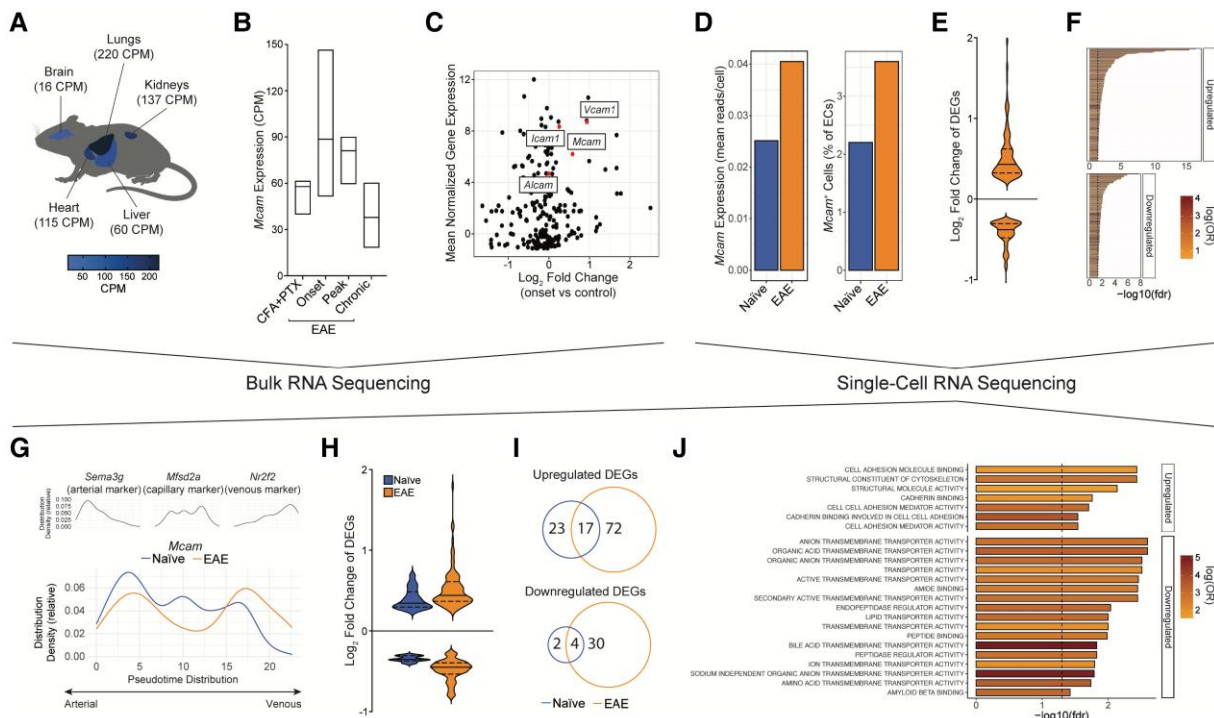 A
Lungs
(220 CPM)
Brain
(16 CPM)
Kidneys
(137 CPM)
Heart
(115 CPM)
Liver
(60 CPM)
50 100 150 200
CPM
B
Mcam Expression (CPM)
150
120
90
60
30
0
CFA+PTX
Onset
Peak
Chronic
EAE
C
Mean Normalized Gene Expression
12
8
4
0
Vcam1
Icam1
Mcam
Alcam
-1 0 1 2
Log2 Fold Change
(onset vs control)
D
Mcam Expression (mean reads/cell)
0.04
0.03
0.02
0.01
0.00
Naïve
EAE
Mcam+ Cells (% of ECs)
3
2
1
0
Naïve
EAE
E
Log2 Fold Change of DEGs
2
1
0
-1
F
Upregulated
0 5 10 15
Downregulated
0 2 4 6 8
-log10(fdr)
4
3
2
1
log(OR)
Bulk RNA Sequencing
Single-Cell RNA Sequencing
G
Sema3g
(arterial marker)
Mfsd2a
(capillary marker)
Nr2f2
(venous marker)
Distribution
Density (relative)
0.100
0.075
0.050
0.025
0.000
Mcam
Naïve EAE
Distribution
Density (relative)
0.06
0.04
0.02
0.00
0 5 10 15 20
Pseudotime Distribution
Arterial Venous
H
Naïve
EAE
Log2 Fold Change of DEGs
2
1
0
-1
I
Upregulated DEGs
23 17 72
Downregulated DEGs
2 4 30
Naïve EAE
J
CELL ADHESION MOLECULE BINDING
STRUCTURAL CONSTITUENT OF CYTOSKELETON
STRUCTURAL MOLECULE ACTIVITY
CADHERIN BINDING
CELL CELL ADHESION MEDIATOR ACTIVITY
CADHERIN BINDING INVOLVED IN CELL CELL ADHESION
CELL ADHESION MEDIATOR ACTIVITY
Upregulated
ANION TRANSMEMBRANE TRANSPORTER ACTIVITY
ORGANIC ACID TRANSMEMBRANE TRANSPORTER ACTIVITY
ORGANIC ANION TRANSMEMBRANE TRANSPORTER ACTIVITY
TRANSPORTER ACTIVITY
ACTIVE TRANSMEMBRANE TRANSPORTER ACTIVITY
AMIDE BINDING
SECONDARY ACTIVE TRANSMEMBRANE TRANSPORTER ACTIVITY
ENDOPEPTIDASE REGULATOR ACTIVITY
LIPID TRANSPORTER ACTIVITY
TRANSMEMBRANE TRANSPORTER ACTIVITY
PEPTIDE BINDING
BILE ACID TRANSMEMBRANE TRANSPORTER ACTIVITY
PEPTIDASE REGULATOR ACTIVITY
ION TRANSMEMBRANE TRANSPORTER ACTIVITY
SODIUM INDEPENDENT ORGANIC ANION TRANSMEMBRANE TRANSPORTER ACTIVITY
AMINO ACID TRANSMEMBRANE TRANSPORTER ACTIVITY
AMYLOID BETA BINDING
Downregulated
0 1 2
-log10(fdr)
5
4
3
2
log(OR)